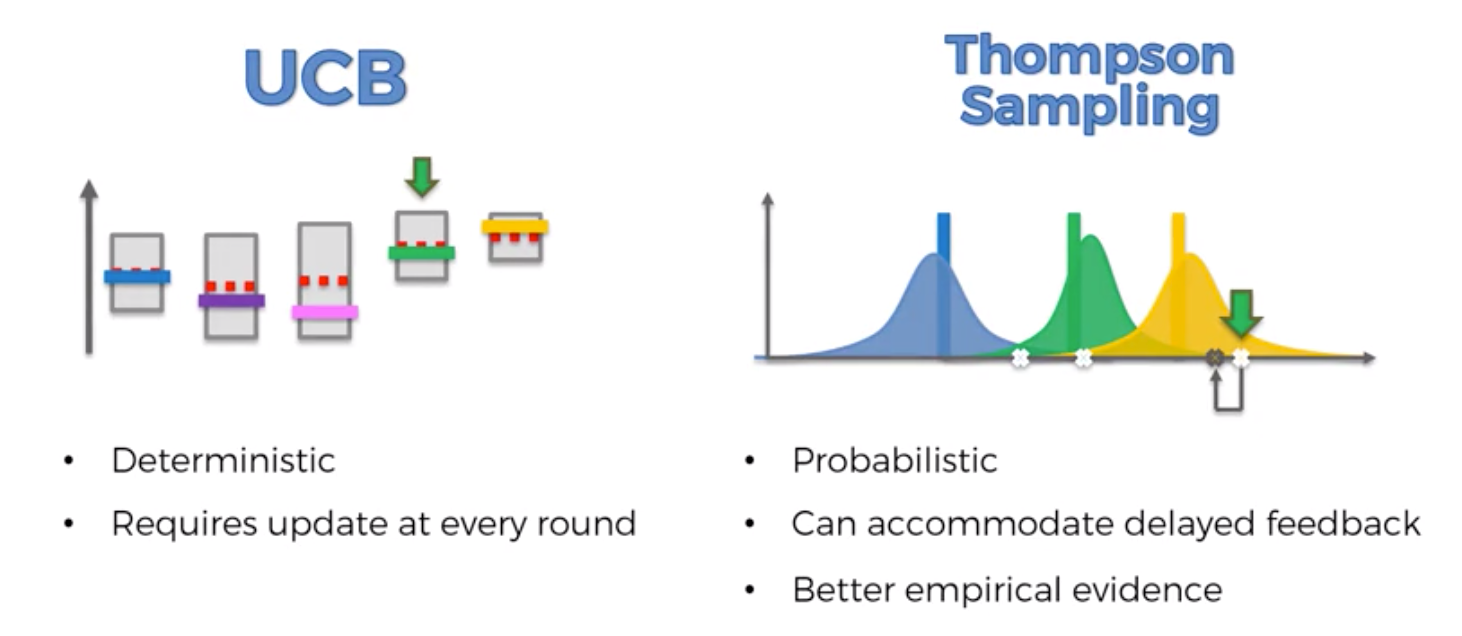 UCB
Thompson
Sampling
• Deterministic
• Requires update at every round
• Probabilistic
• Can accommodate delayed feedback
• Better empirical evidence